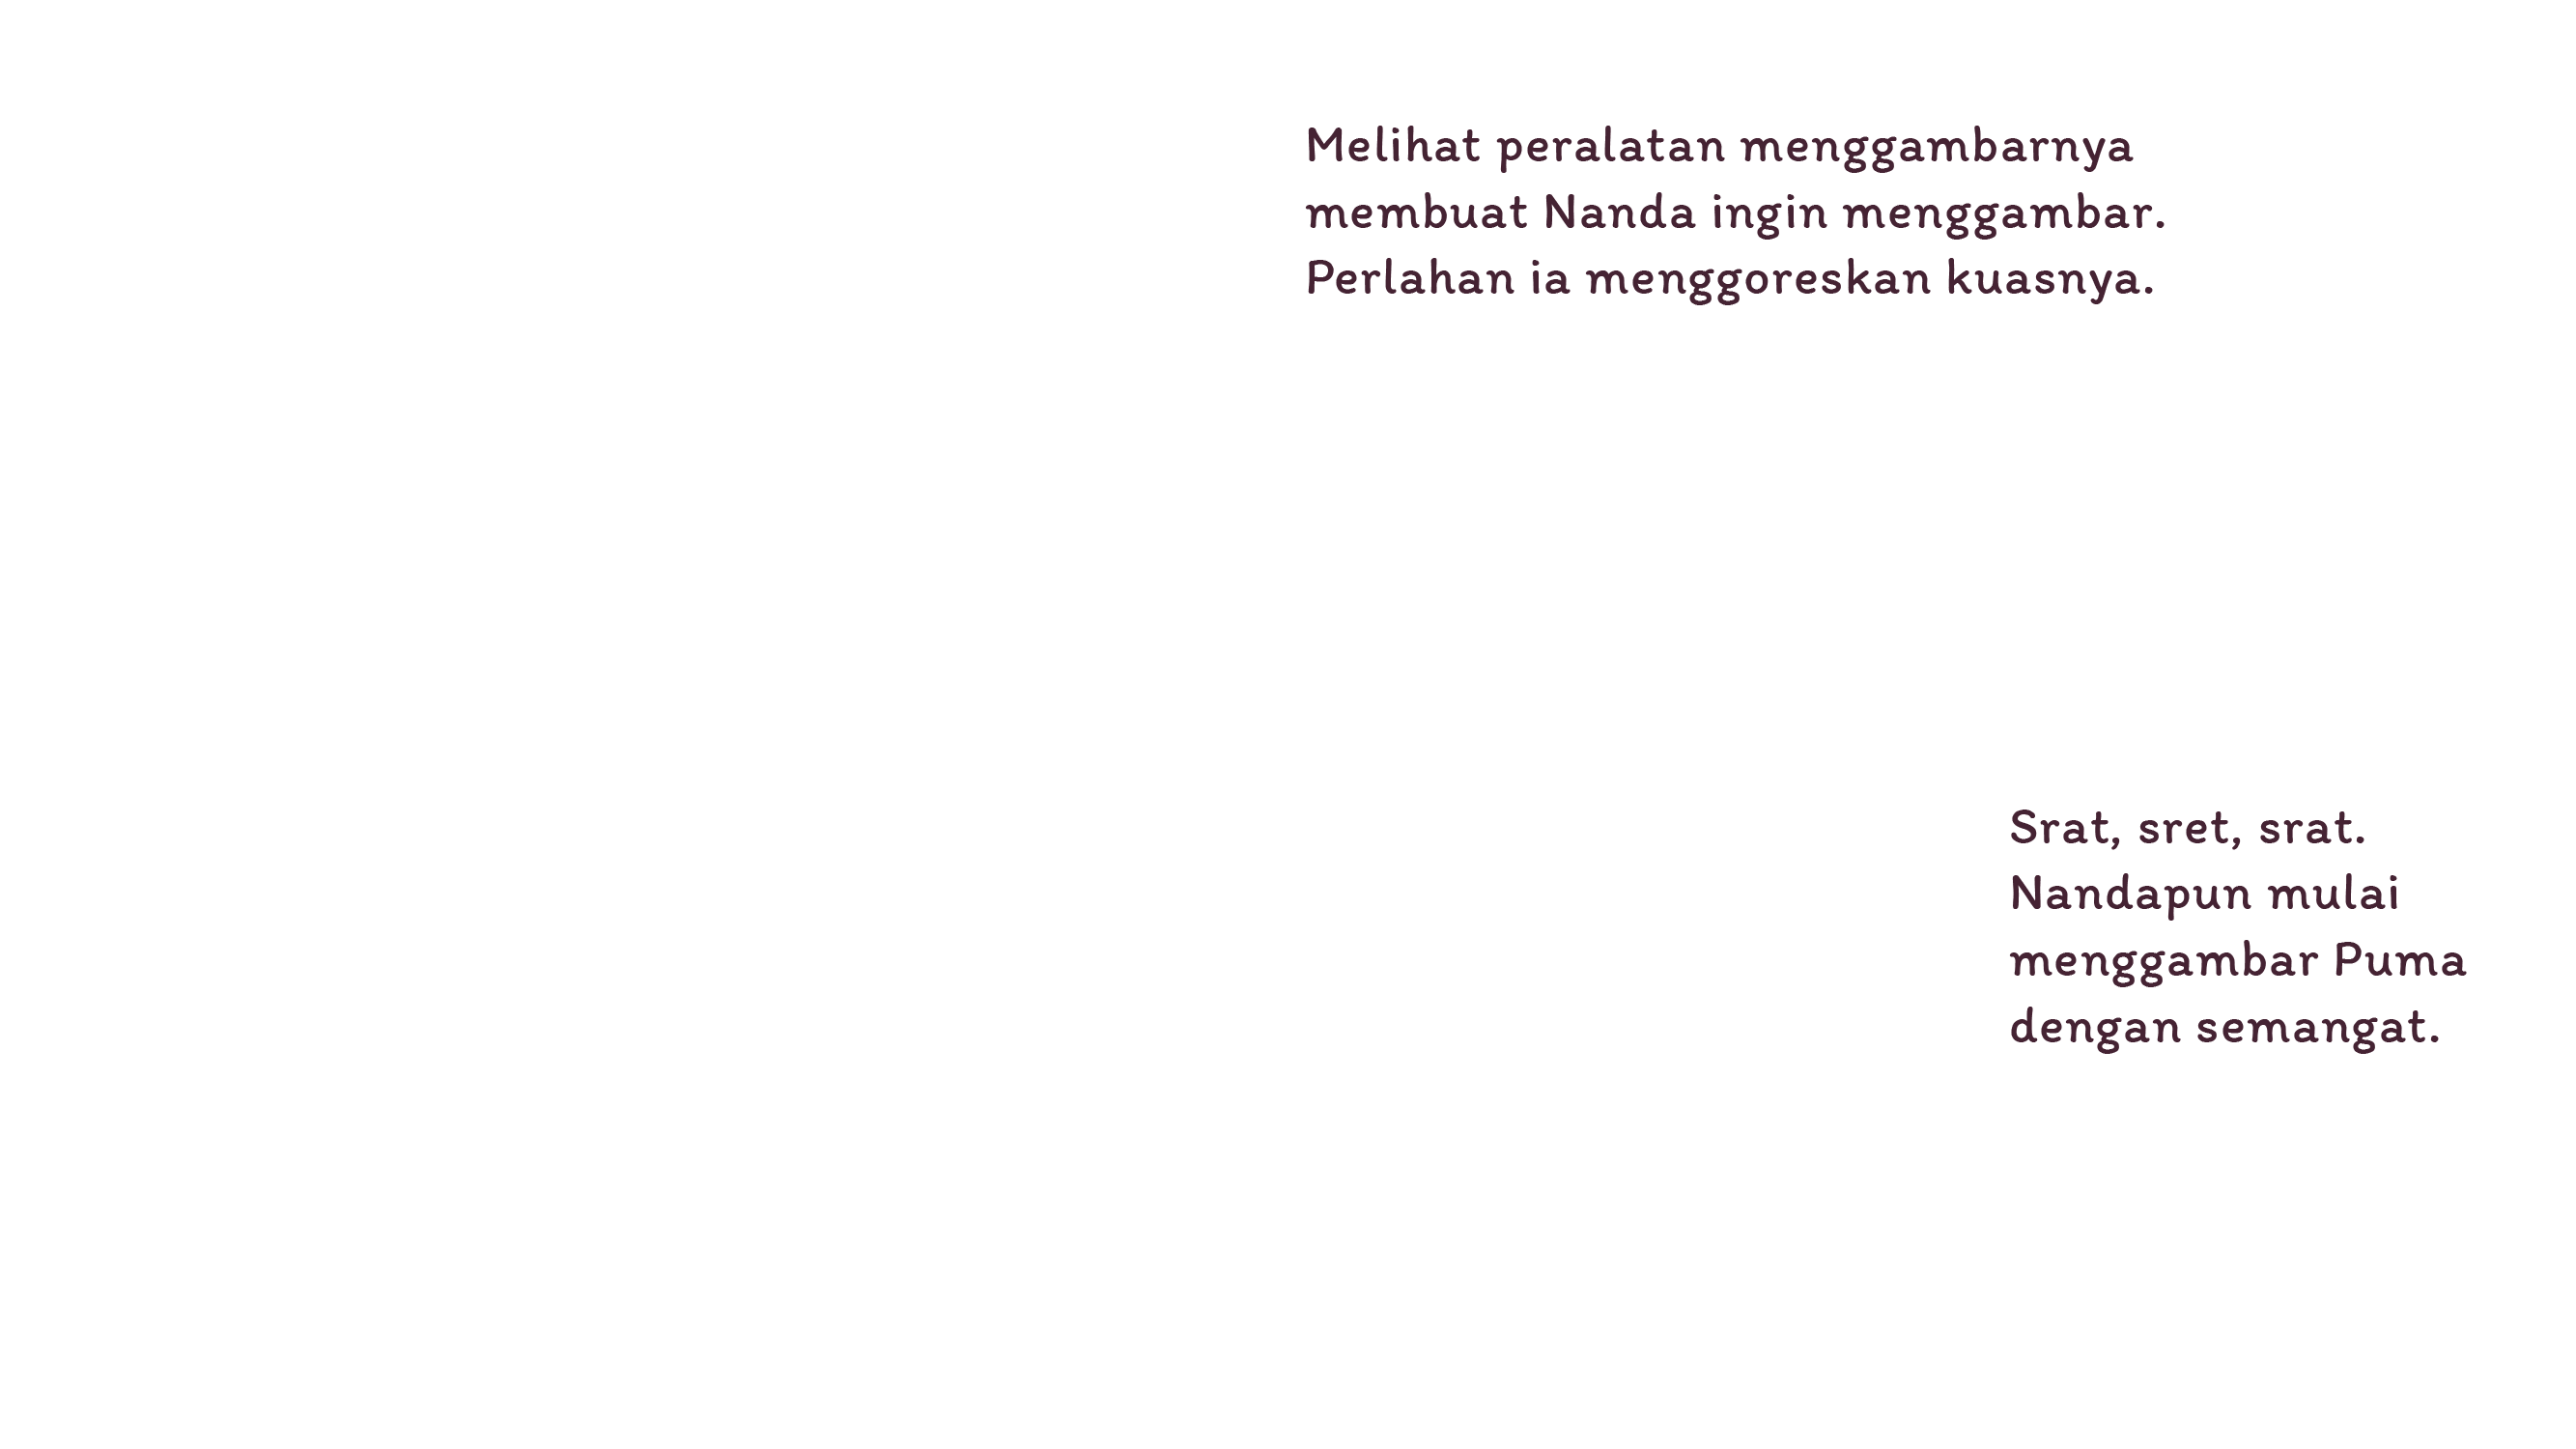 Melihat peralatan menggambarnya
membuat Nanda ingin menggambar.
Perlahan ia menggoreskan kuasnya.
Srat, sret, srat.
Nandapun mulai
menggambar Puma
dengan semangat.